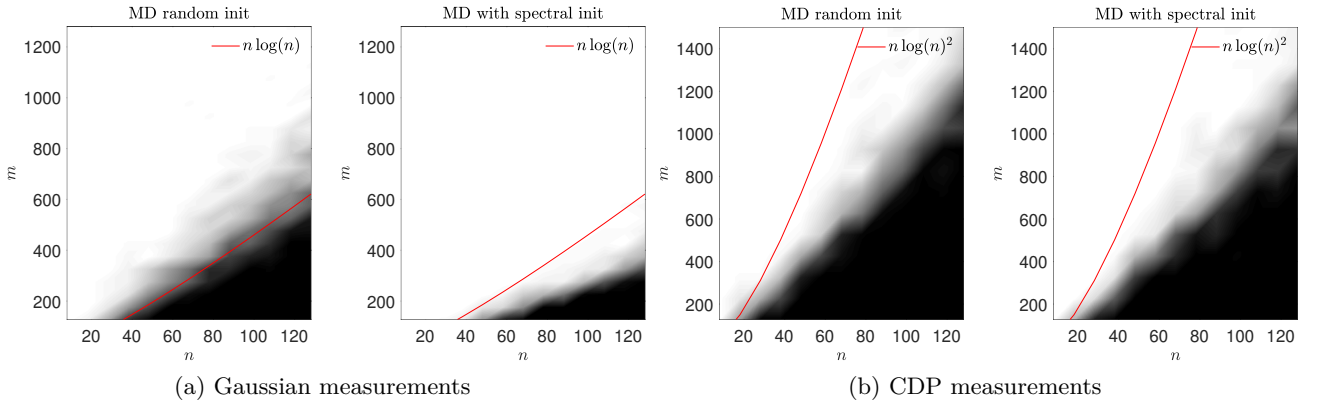 MD random init
n log(n)
1200
1000
800
600
400
200
m
20 40 60 80 100 120
n
MD with spectral init
n log(n)
1200
1000
800
600
400
200
m
20 40 60 80 100 120
n
(a) Gaussian measurements
MD random init
n log(n)²
1400
1200
1000
800
600
400
200
m
20 40 60 80 100 120
n
MD with spectral init
n log(n)²
1400
1200
1000
800
600
400
200
m
20 40 60 80 100 120
n
(b) CDP measurements